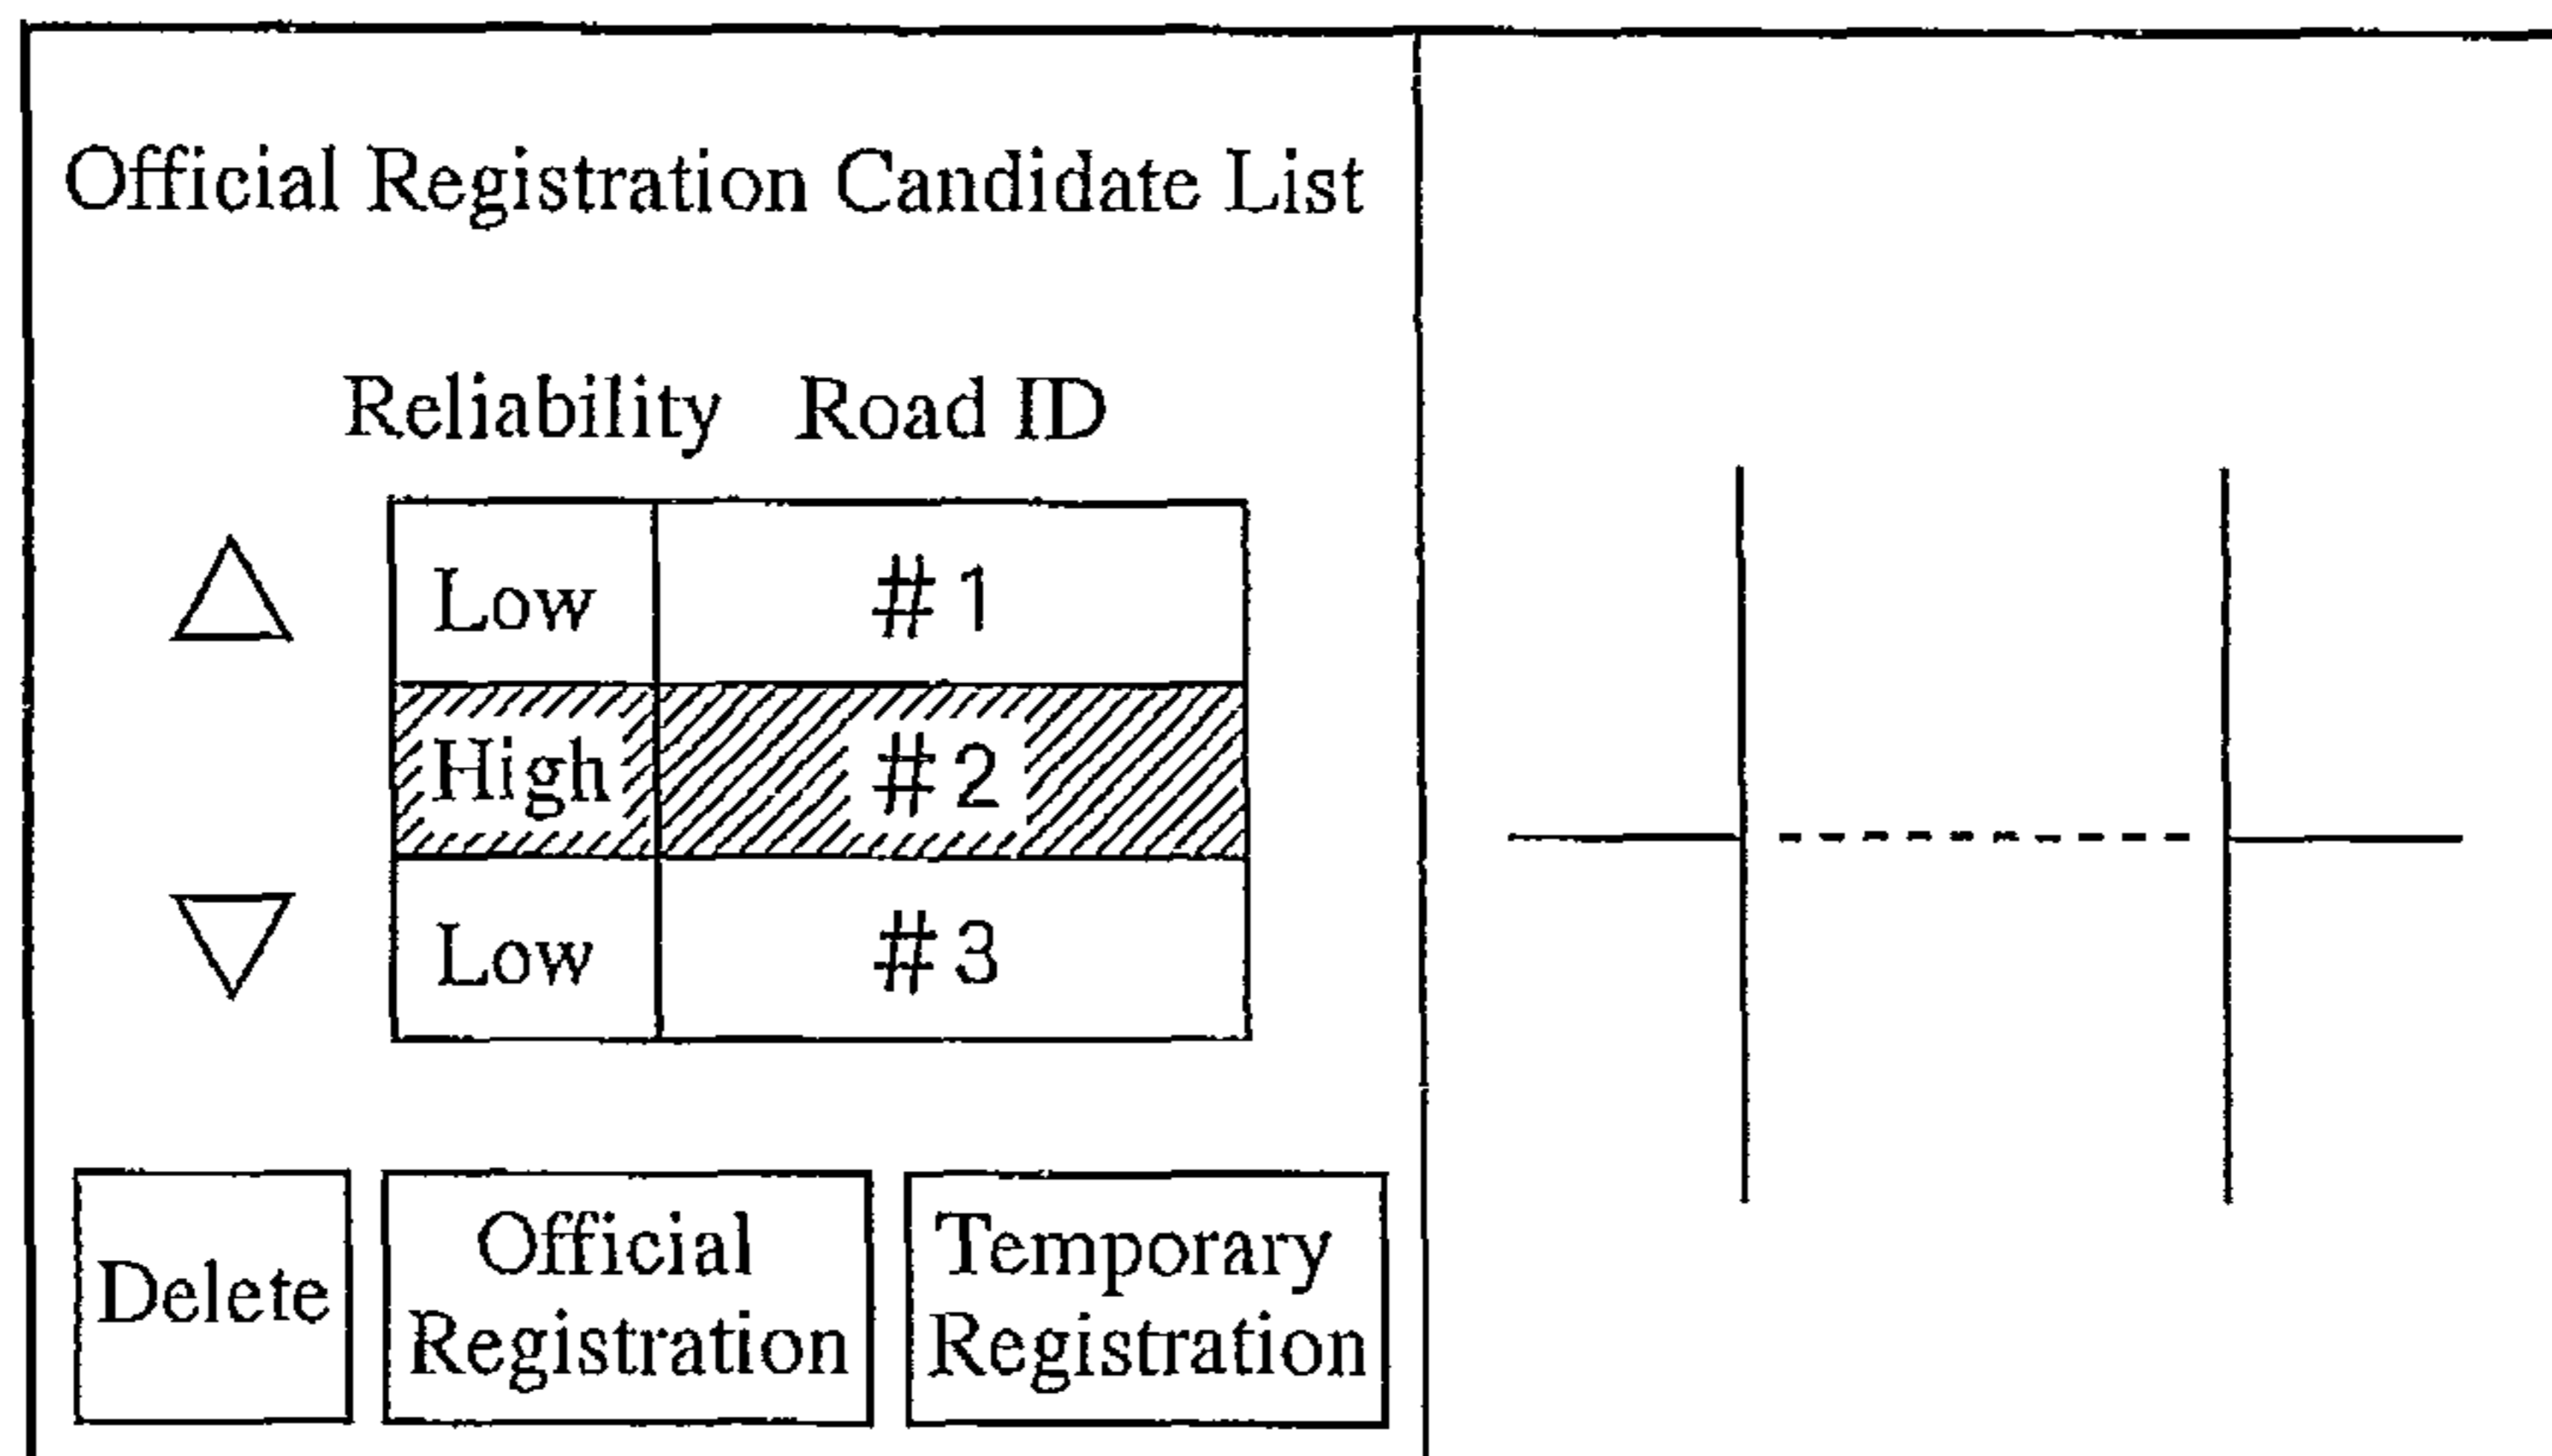 Official Registration Candidate List
Reliability Road ID
Low #1
High #2
Low #3
Delete
Official
Registration
Temporary
Registration